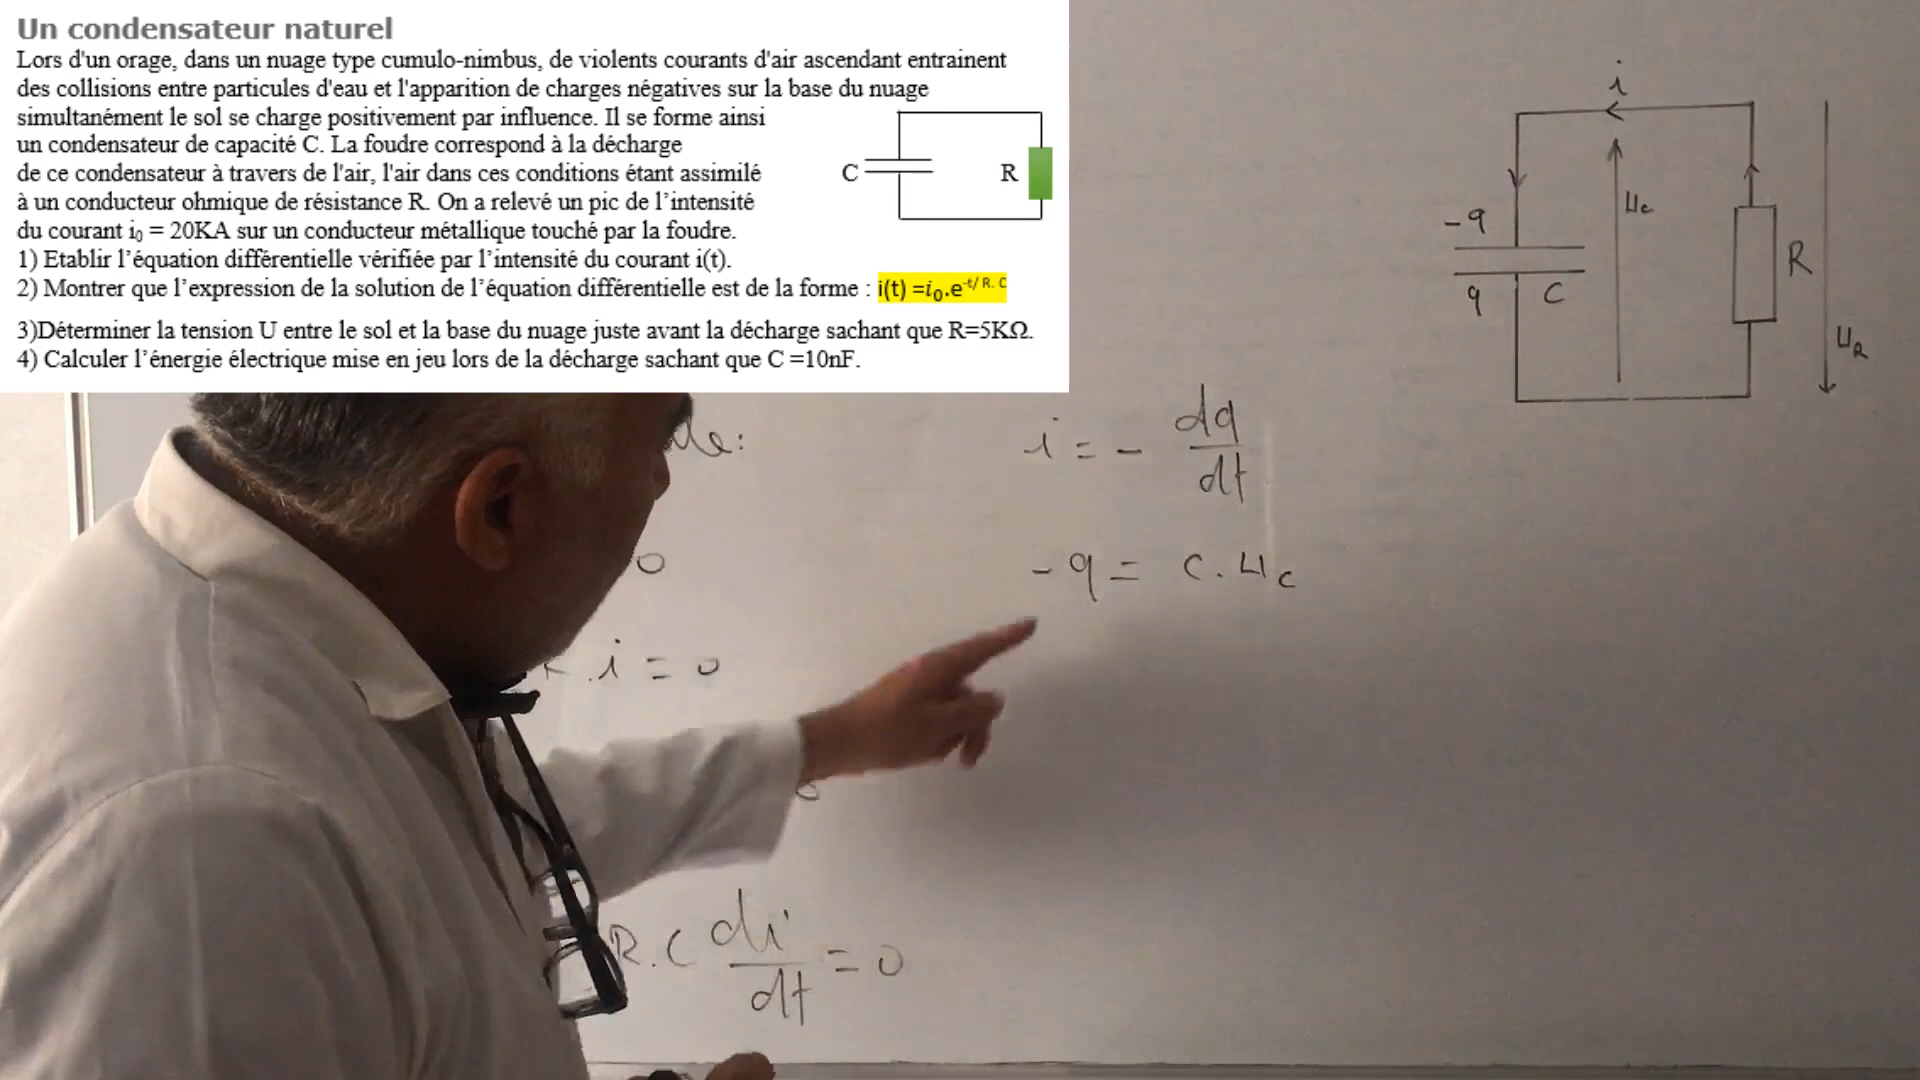 Un condensateur naturel
Lors d'un orage, dans un nuage type cumulo-nimbus, de violents courants d'air ascendant entrainent
des collisions entre particules d'eau et l'apparition de charges négatives sur la base du nuage
simultanément le sol se charge positivement par influence. Il se forme ainsi
un condensateur de capacité C. La foudre correspond à la décharge
de ce condensateur à travers de l'air, l'air dans ces conditions étant assimilé
à un conducteur ohmique de résistance R. On a relevé un pic de l'intensité
du courant i₀ = 20KA sur un conducteur métallique touché par la foudre.
1) Etablir l'équation différentielle vérifiée par l'intensité du courant i(t).
2) Montrer que l'expression de la solution de l'équation différentielle est de la forme : i(t) =i₀.e^-t/ R. C
3)Déterminer la tension U entre le sol et la base du nuage juste avant la décharge sachant que R=5KΩ.
4) Calculer l'énergie électrique mise en jeu lors de la décharge sachant que C =10nF.
C
R
i
u_c
-q
q
C
R
u_R
i = - dq/dt
0
-q = C.u_c
.i = 0
R.C di/dt = 0